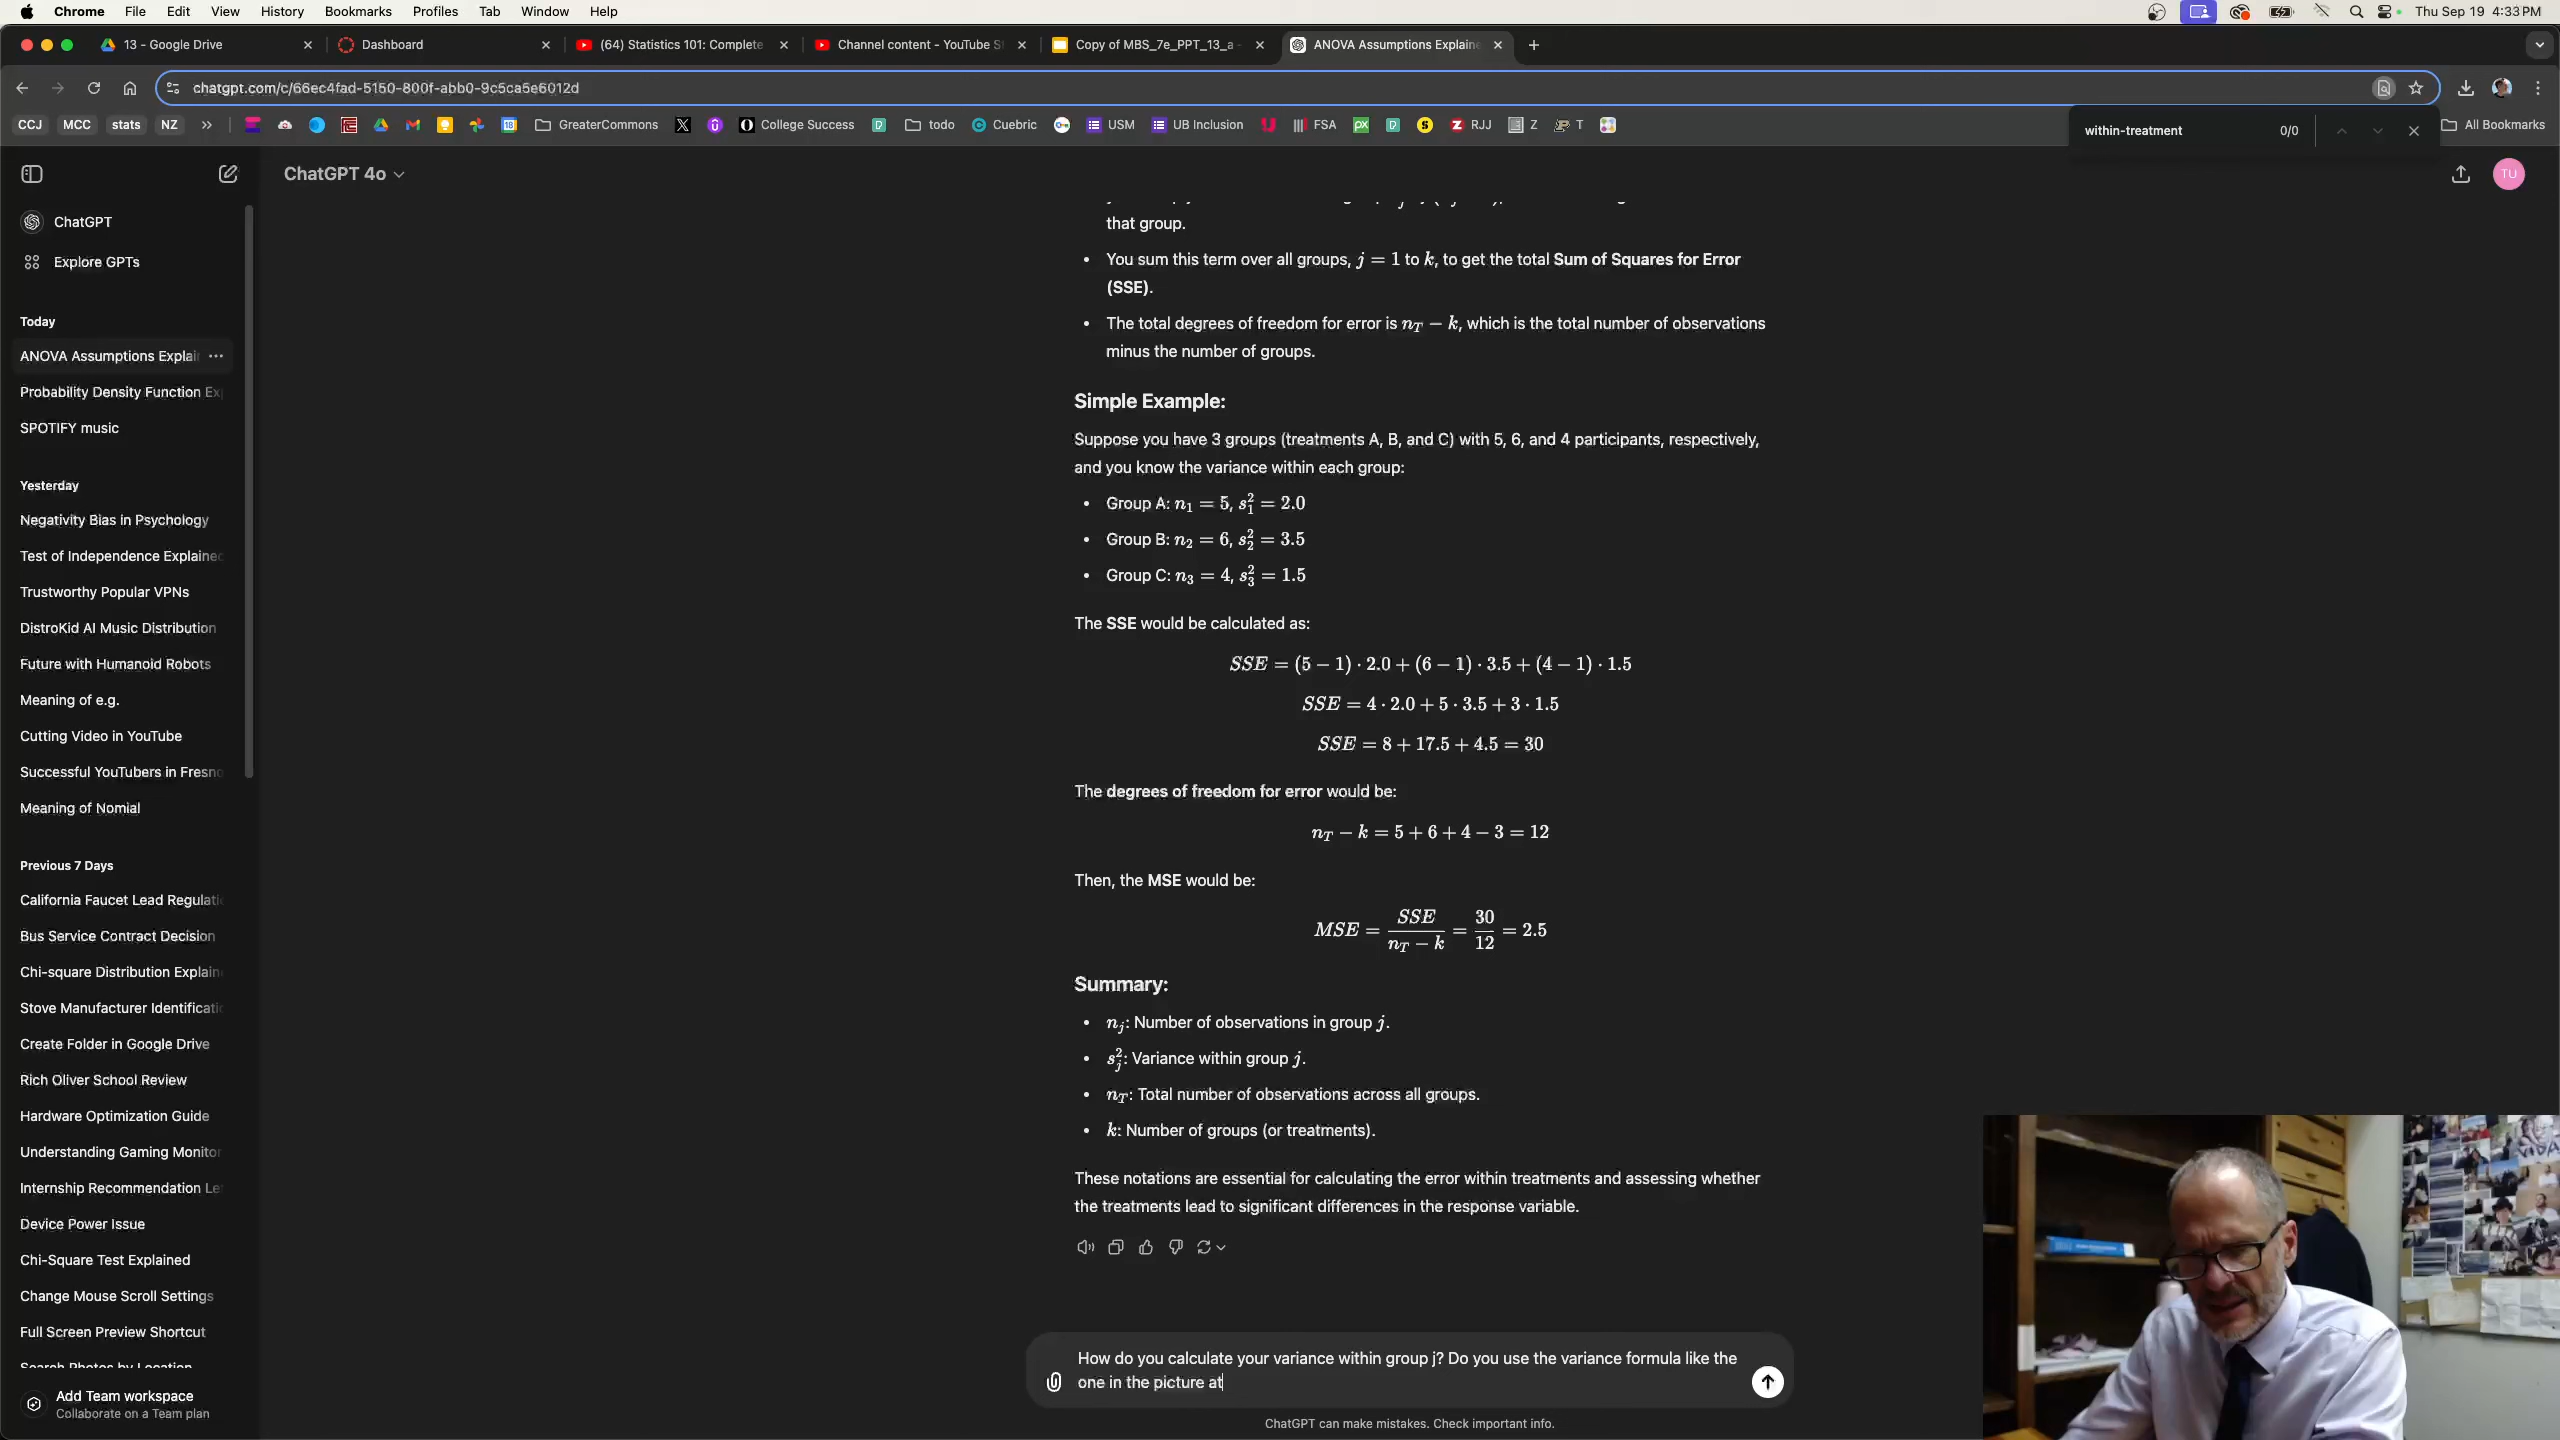 Chrome File Edit View History Bookmarks Profiles Tab Window Help Thu Sep 19 4:33 PM
13 - Google Drive Dashboard (64) Statistics 101: Complete Channel content - YouTube S Copy of MBS_7e_PPT_13_a - ANOVA Assumptions Explain
chatgpt.com/c/66ec4fad-5150-800f-abb0-9c5ca5e6012d
CCJ MCC stats NZ » GreaterCommons College Success todo Cuebric USM UB Inclusion FSA RJJ Z T All Bookmarks
within-treatment 0/0
ChatGPT 4o
TU
ChatGPT
Explore GPTs
Today
ANOVA Assumptions Explai
Probability Density Function Ex
SPOTIFY music
Yesterday
Negativity Bias in Psychology
Test of Independence Explained
Trustworthy Popular VPNs
DistroKid AI Music Distribution
Future with Humanoid Robots
Meaning of e.g.
Cutting Video in YouTube
Successful YouTubers in Fresno
Meaning of Nomial
Previous 7 Days
California Faucet Lead Regulati
Bus Service Contract Decision
Chi-square Distribution Explain
Stove Manufacturer Identificati
Create Folder in Google Drive
Rich Oliver School Review
Hardware Optimization Guide
Understanding Gaming Monitor
Internship Recommendation Le
Device Power Issue
Chi-Square Test Explained
Change Mouse Scroll Settings
Full Screen Preview Shortcut
Search Photos by Location
Add Team workspace
Collaborate on a Team plan
that group.
• You sum this term over all groups, j = 1 to k, to get the total Sum of Squares for Error
(SSE).
• The total degrees of freedom for error is n_T − k, which is the total number of observations
minus the number of groups.
Simple Example:
Suppose you have 3 groups (treatments A, B, and C) with 5, 6, and 4 participants, respectively,
and you know the variance within each group:
• Group A: n₁ = 5, s₁² = 2.0
• Group B: n₂ = 6, s₂² = 3.5
• Group C: n₃ = 4, s₃² = 1.5
The SSE would be calculated as:
SSE = (5 − 1) · 2.0 + (6 − 1) · 3.5 + (4 − 1) · 1.5
SSE = 4 · 2.0 + 5 · 3.5 + 3 · 1.5
SSE = 8 + 17.5 + 4.5 = 30
The degrees of freedom for error would be:
n_T − k = 5 + 6 + 4 − 3 = 12
Then, the MSE would be:
MSE = SSE / (n_T − k) = 30 / 12 = 2.5
Summary:
• n_j: Number of observations in group j.
• s_j²: Variance within group j.
• n_T: Total number of observations across all groups.
• k: Number of groups (or treatments).
These notations are essential for calculating the error within treatments and assessing whether
the treatments lead to significant differences in the response variable.
How do you calculate your variance within group j? Do you use the variance formula like the
one in the picture at
ChatGPT can make mistakes. Check important info.